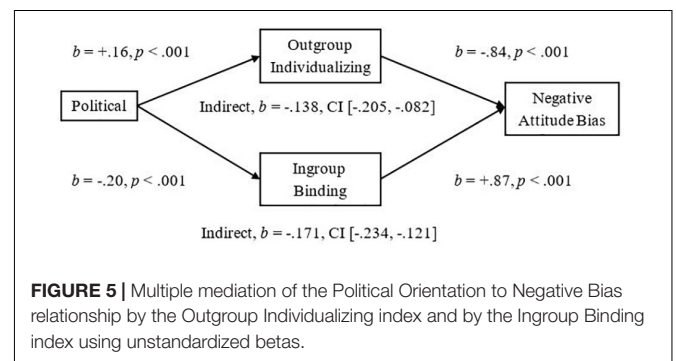 b = +.16, p < .001
Outgroup
Individualizing
b = -.84, p < .001
Political
Indirect, b = -.138, CI [-.205, -.082]
Negative
Attitude Bias
b = -.20, p < .001
Ingroup
Binding
b = +.87, p < .001
Indirect, b = -.171, CI [-.234, -.121]
FIGURE 5 | Multiple mediation of the Political Orientation to Negative Bias
relationship by the Outgroup Individualizing index and by the Ingroup Binding
index using unstandardized betas.